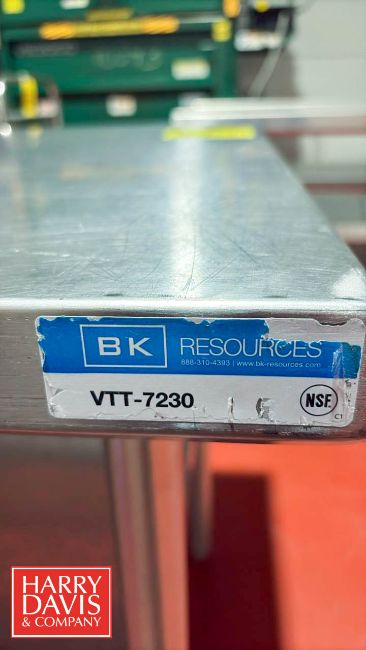 BK RESOURCES
888-310-4393 | www.bk-resources.com
VTT-7230
NSF
HARRY
DAVIS
& COMPANY